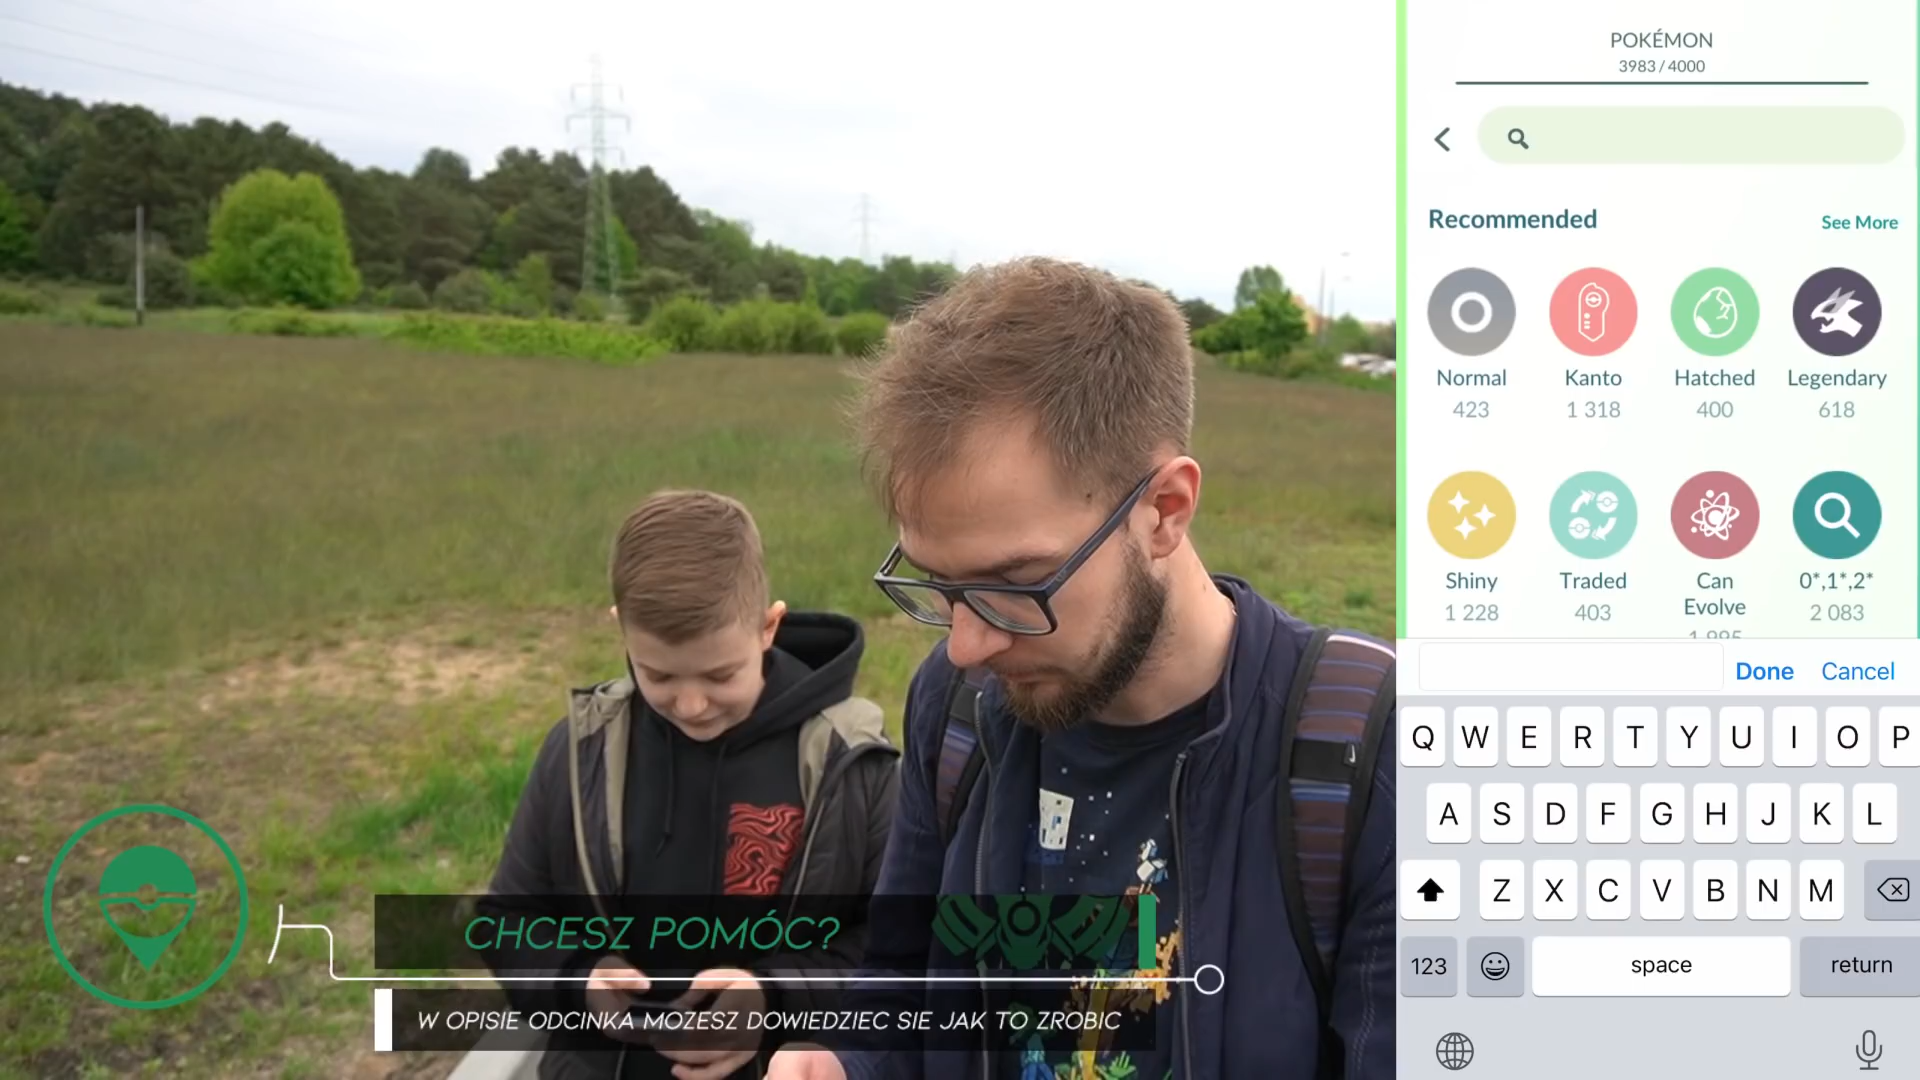 CHCESZ POMÓC?
W OPISIE ODCINKA MOZESZ DOWIEDZIEC SIE JAK TO ZROBIC
POKÉMON
3983 / 4000
Recommended
See More
Normal
Kanto
Hatched
Legendary
423
1 318
400
618
Shiny
Traded
Can Evolve
0*,1*,2*
1 228
403
1 995
2 083
Done
Cancel
Q W E R T Y U I O P
A S D F G H J K L
Z X C V B N M
123
space
return